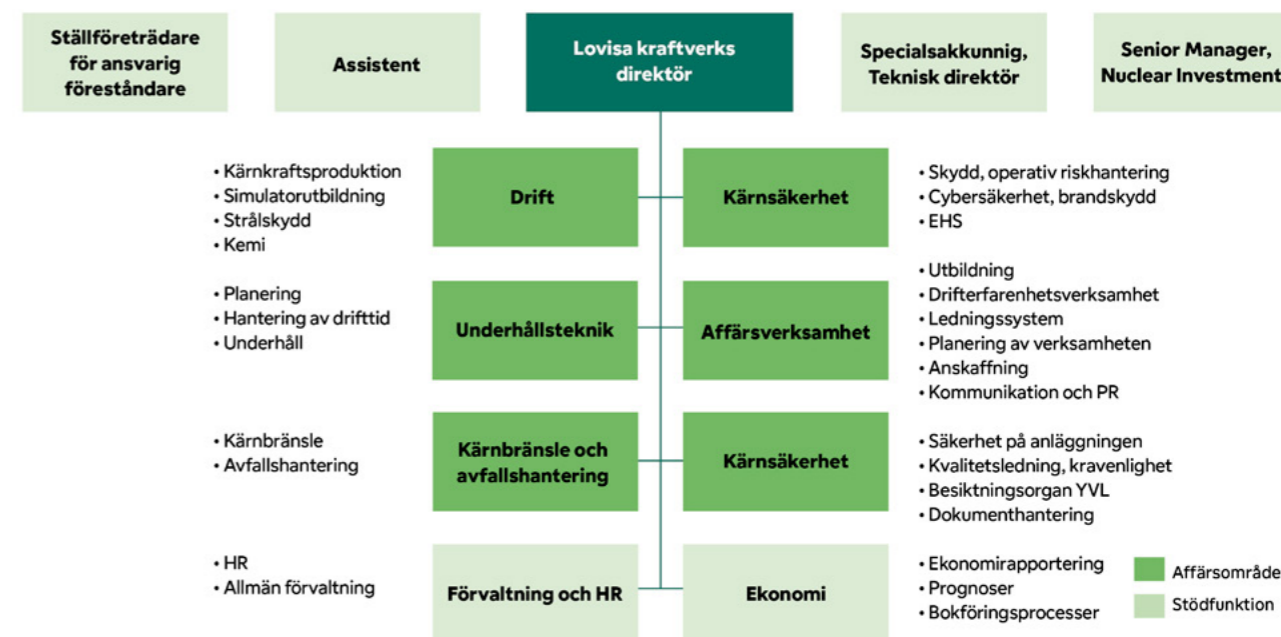 Ställföreträdare
för ansvarig
föreståndare
Assistent
Lovisa kraftverks
direktör
Specialsakkunnig,
Teknisk direktör
Senior Manager,
Nuclear Investment
• Kärnkraftsproduktion
• Simulatorutbildning
• Strålskydd
• Kemi
Drift
Kärnsäkerhet
• Skydd, operativ riskhantering
• Cybersäkerhet, brandskydd
• EHS
• Planering
• Hantering av drifttid
• Underhåll
Underhållsteknik
Affärsverksamhet
• Utbildning
• Drifterfarenhetsverksamhet
• Ledningssystem
• Planering av verksamheten
• Anskaffning
• Kommunikation och PR
• Kärnbränsle
• Avfallshantering
Kärnbränsle och
avfallshantering
Kärnsäkerhet
• Säkerhet på anläggningen
• Kvalitetsledning, kravenlighet
• Besiktningsorgan YVL
• Dokumenthantering
• HR
• Allmän förvaltning
Förvaltning och HR
Ekonomi
• Ekonomirapportering
• Prognoser
• Bokföringsprocesser
Affärsområde
Stödfunktion